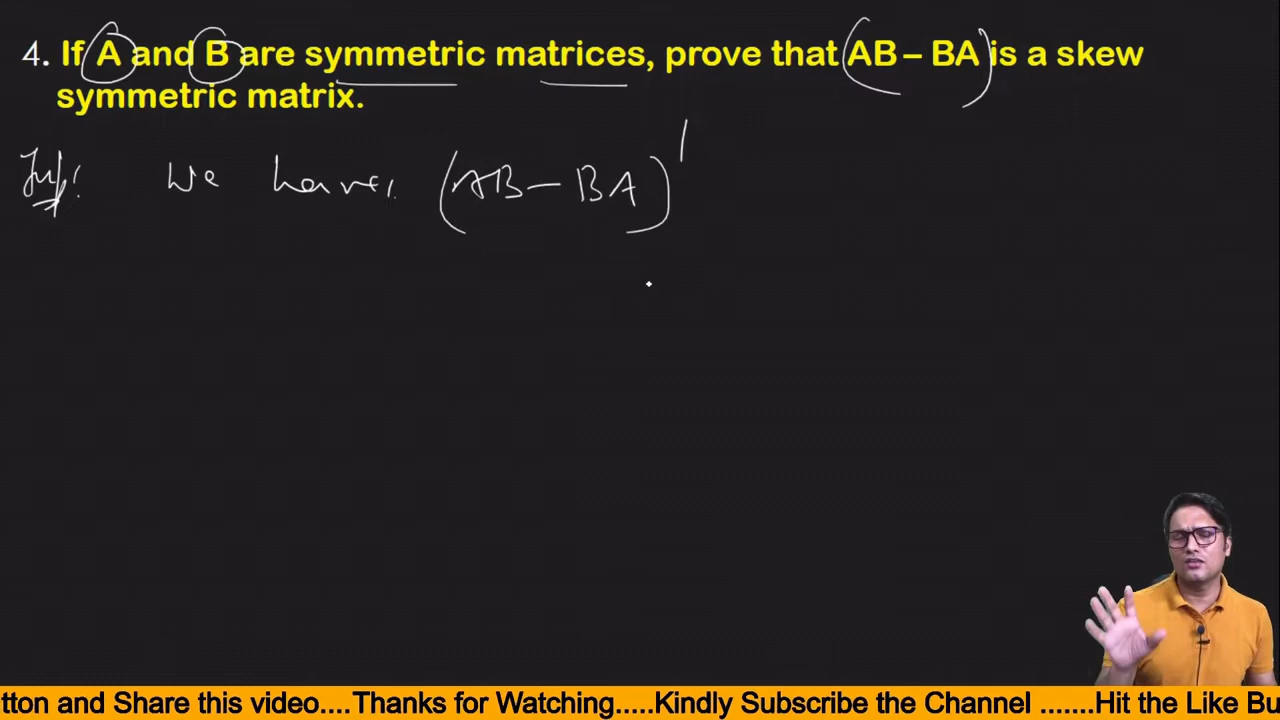 4. If A and B are symmetric matrices, prove that (AB – BA) is a skew
symmetric matrix.
We have: (AB – BA)'
tton and Share this video....Thanks for Watching.....Kindly Subscribe the Channel .......Hit the Like Bu